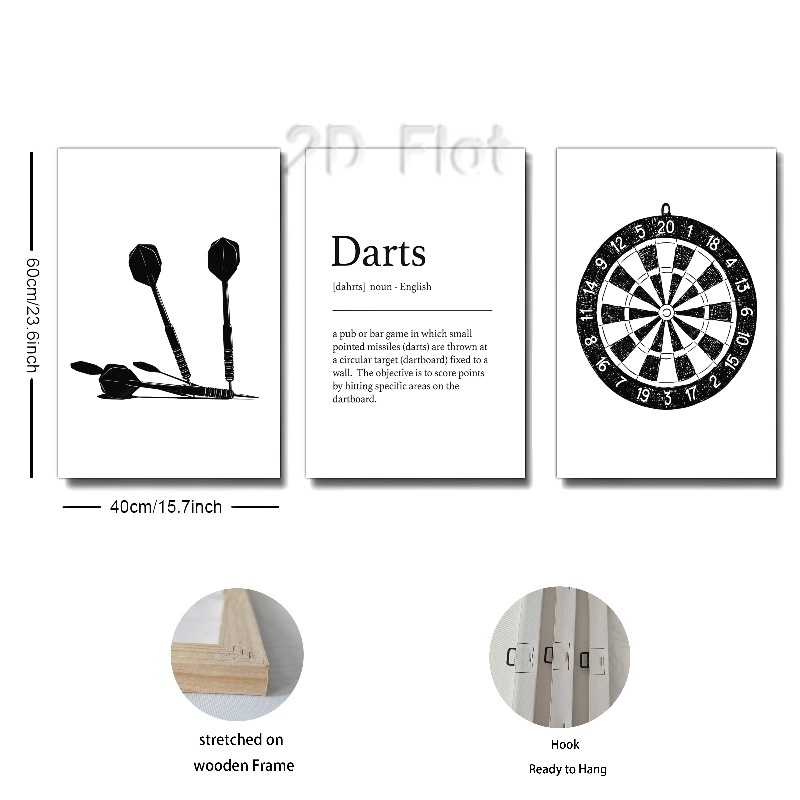 2D Flat
60cm/23.6inch
40cm/15.7inch
Darts
[dahrts] noun - English
a pub or bar game in which small
pointed missiles (darts) are thrown at
a circular target (dartboard) fixed to a
wall. The objective is to score points
by hitting specific areas on the
dartboard.
20 1 18 4 13 6 10 15 2 17 3 19 7 16 8 11 14 9 12 5
stretched on
wooden Frame
Hook
Ready to Hang